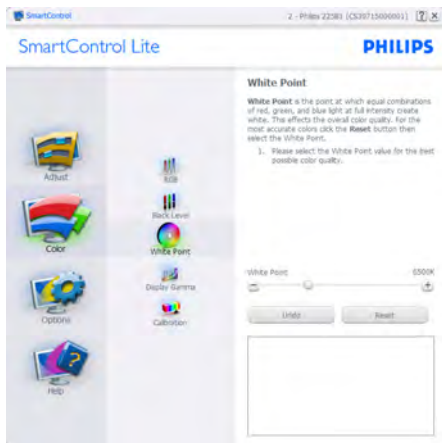 SmartControl
2 - Philips 225B1 (CS39715000001)
SmartControl Lite
PHILIPS
White Point
White Point is the point at which equal combinations
of red, green, and blue light at full intensity create
white. This effects the overall color quality. For the
most accurate colors click the Reset button then
select the White Point.
1. Please select the White Point value for the best
possible color quality.
Adjust
Color
Options
Help
RGB
Black Level
White Point
Display Gamma
Calibration
White Point 6500K
Undo Reset